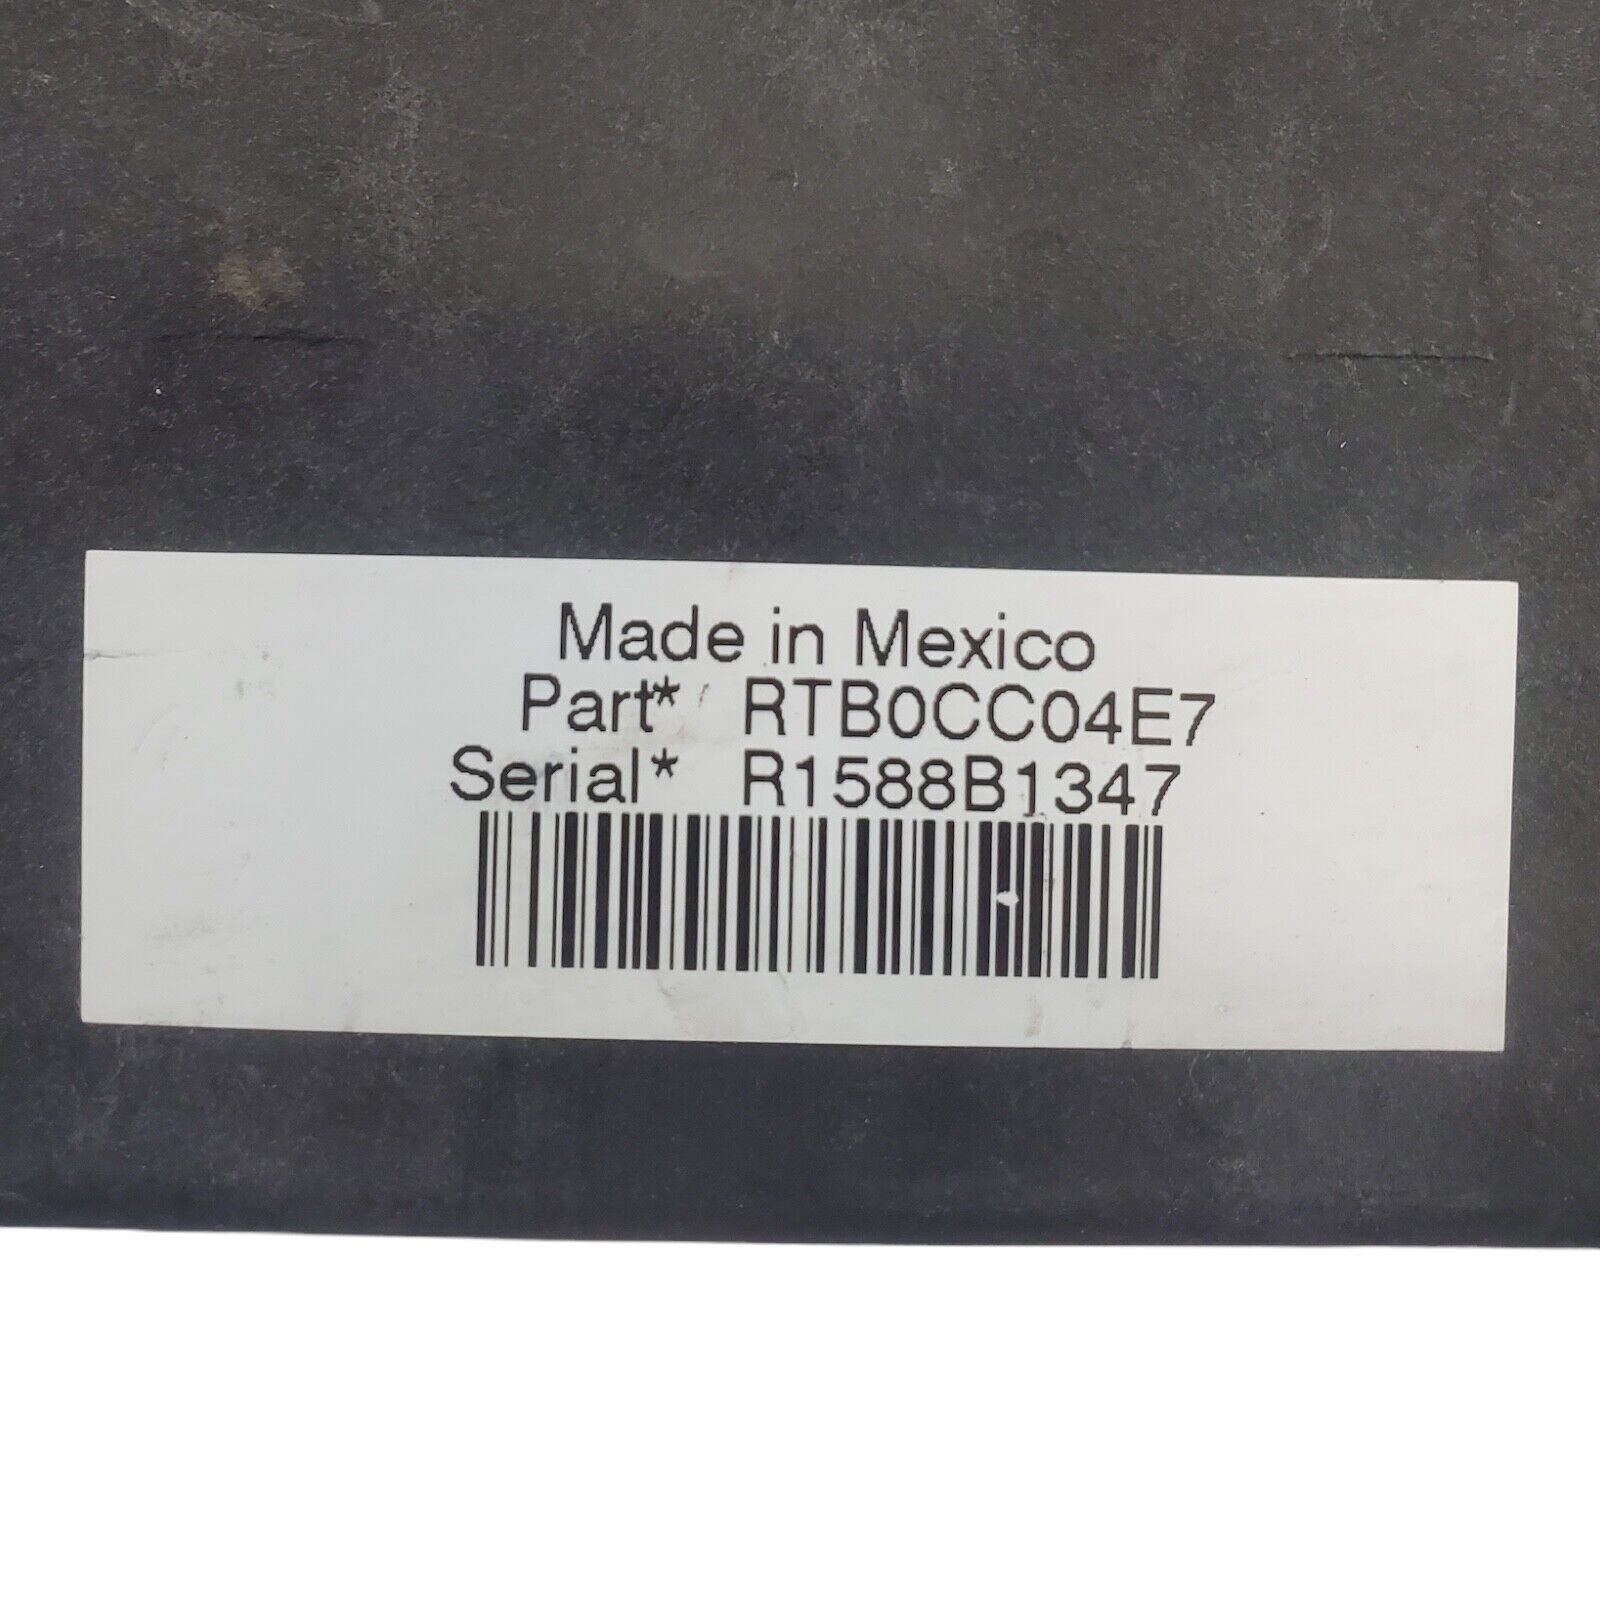 Made in Mexico
Part* RTB0CC04E7
Serial* R1588B1347